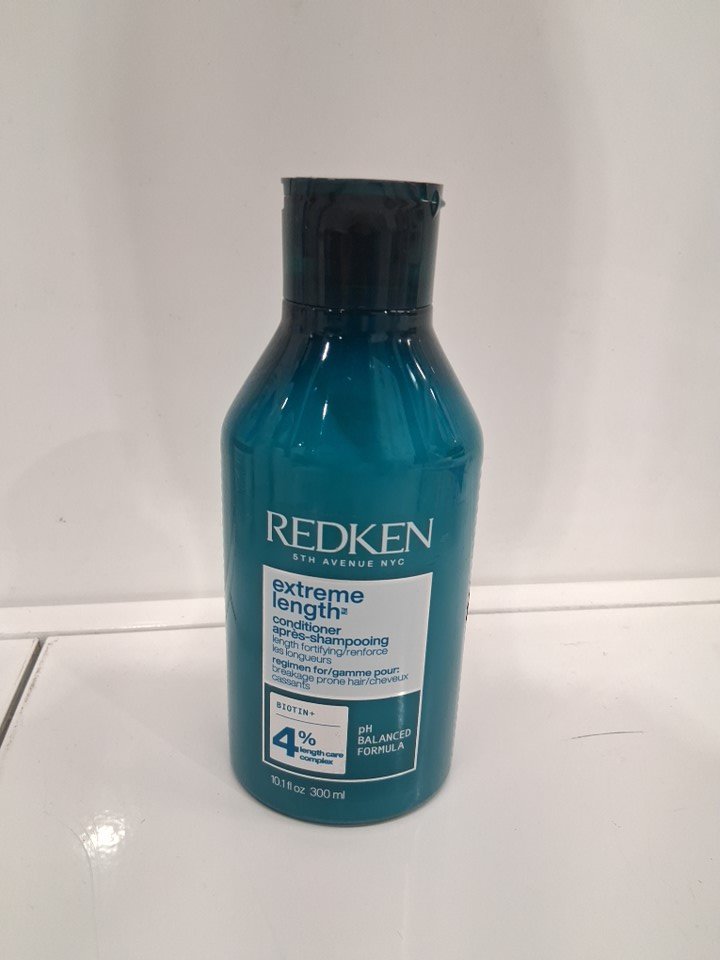 REDKEN
5TH AVENUE NYC
extreme
length™
conditioner
après-shampooing
length fortifying/renforce
les longueurs
regimen for/gamme pour:
breakage prone hair/cheveux
cassants
BIOTIN+
4%
length care
complex
pH
BALANCED
FORMULA
10.1 fl oz 300 ml